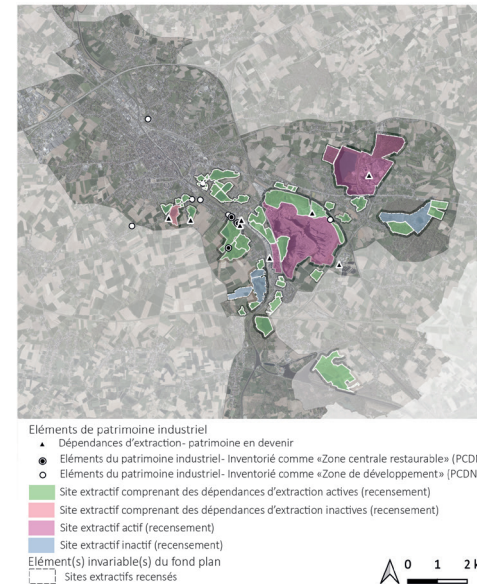 Eléments de patrimoine industriel
Dépendances d'extraction- patrimoine en devenir
Eléments du patrimoine industriel- Inventorié comme «Zone centrale restaurable» (PCD
Eléments du patrimoine industriel- Inventorié comme «Zone de développement» (PCDN
Site extractif comprenant des dépendances d'extraction actives (recensement)
Site extractif comprenant des dépendances d'extraction inactives (recensement)
Site extractif actif (recensement)
Site extractif inactif (recensement)
Elément(s) invariable(s) du fond plan
Sites extractifs recensés
0 1 2 k